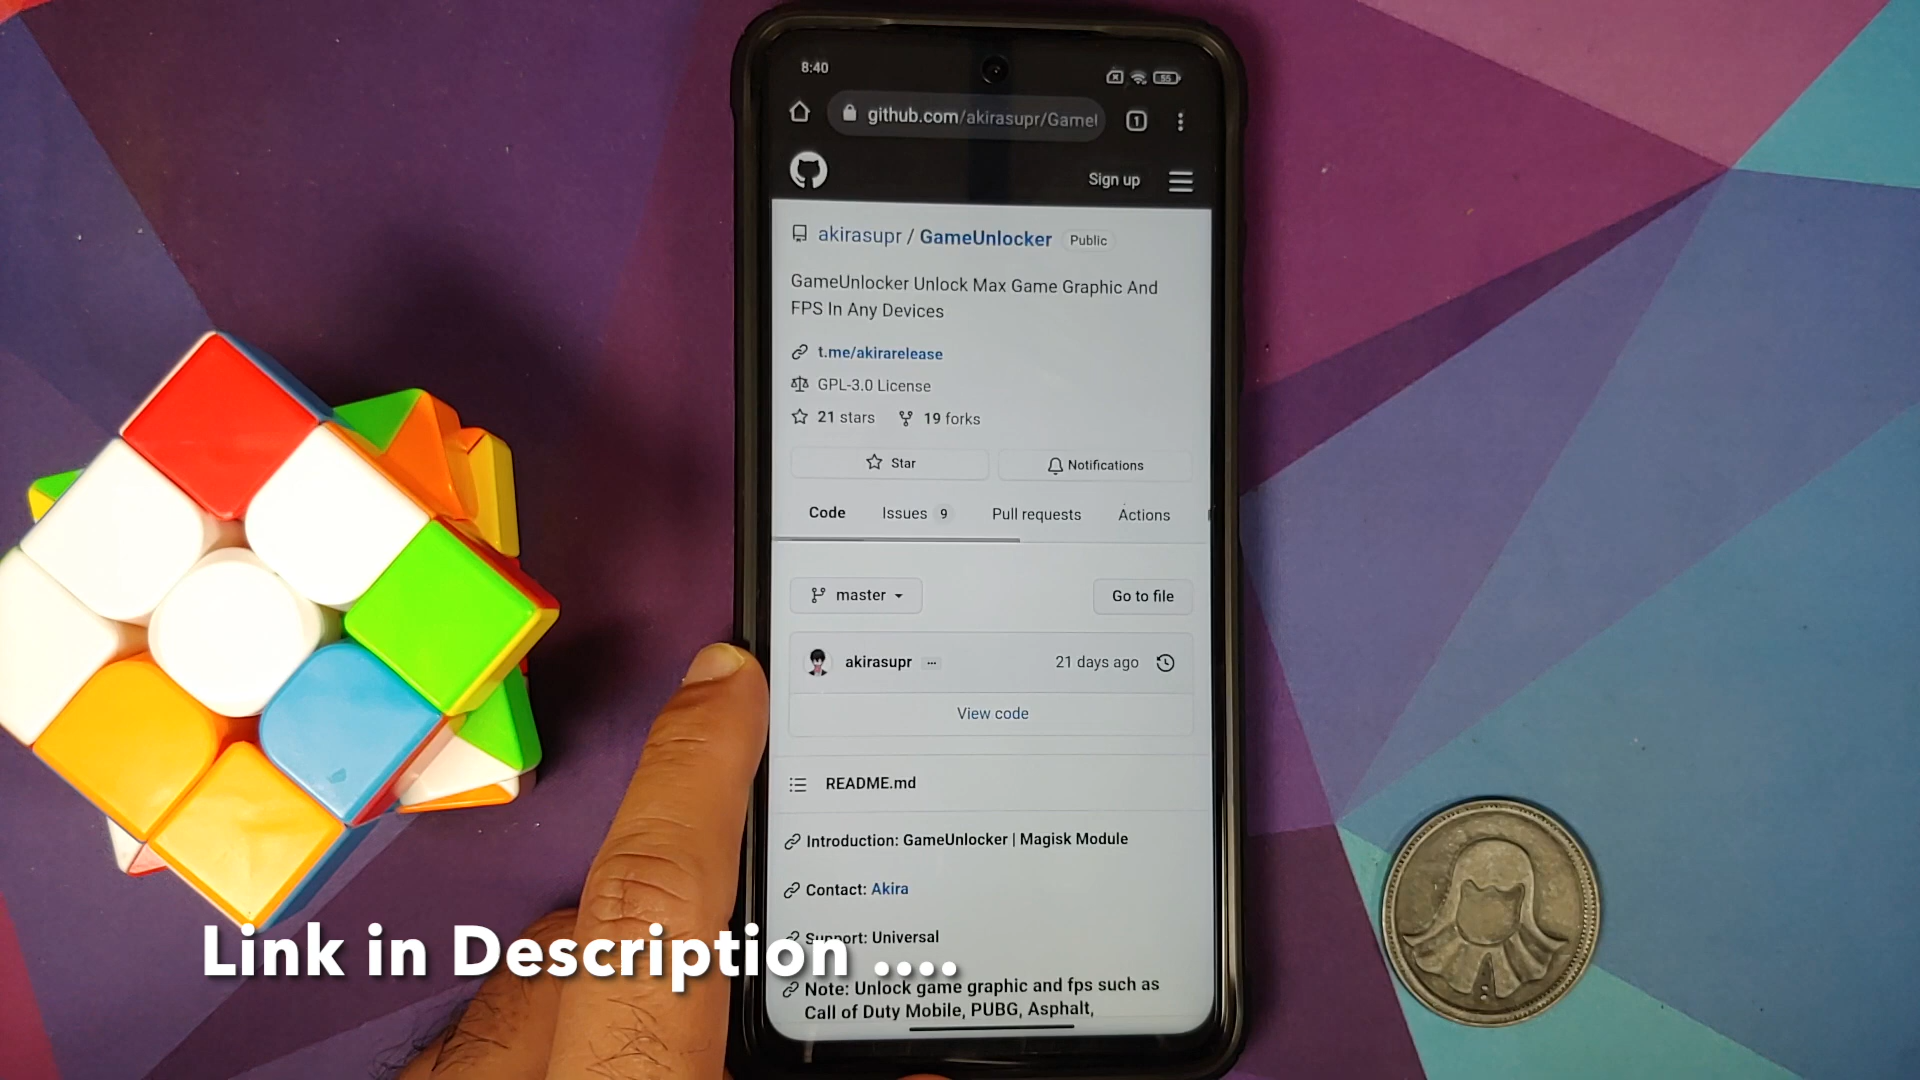 8:40
55
github.com/akirasupr/Game
1
Sign up
akirasupr / GameUnlocker Public
GameUnlocker Unlock Max Game Graphic And
FPS In Any Devices
t.me/akirarelease
GPL-3.0 License
21 stars 19 forks
Star
Notifications
Code
Issues 9
Pull requests
Actions
master
Go to file
akirasupr ...
21 days ago
View code
README.md
Introduction: GameUnlocker | Magisk Module
Contact: Akira
Support: Universal
Link in Description ....
Note: Unlock game graphic and fps such as
Call of Duty Mobile, PUBG, Asphalt,